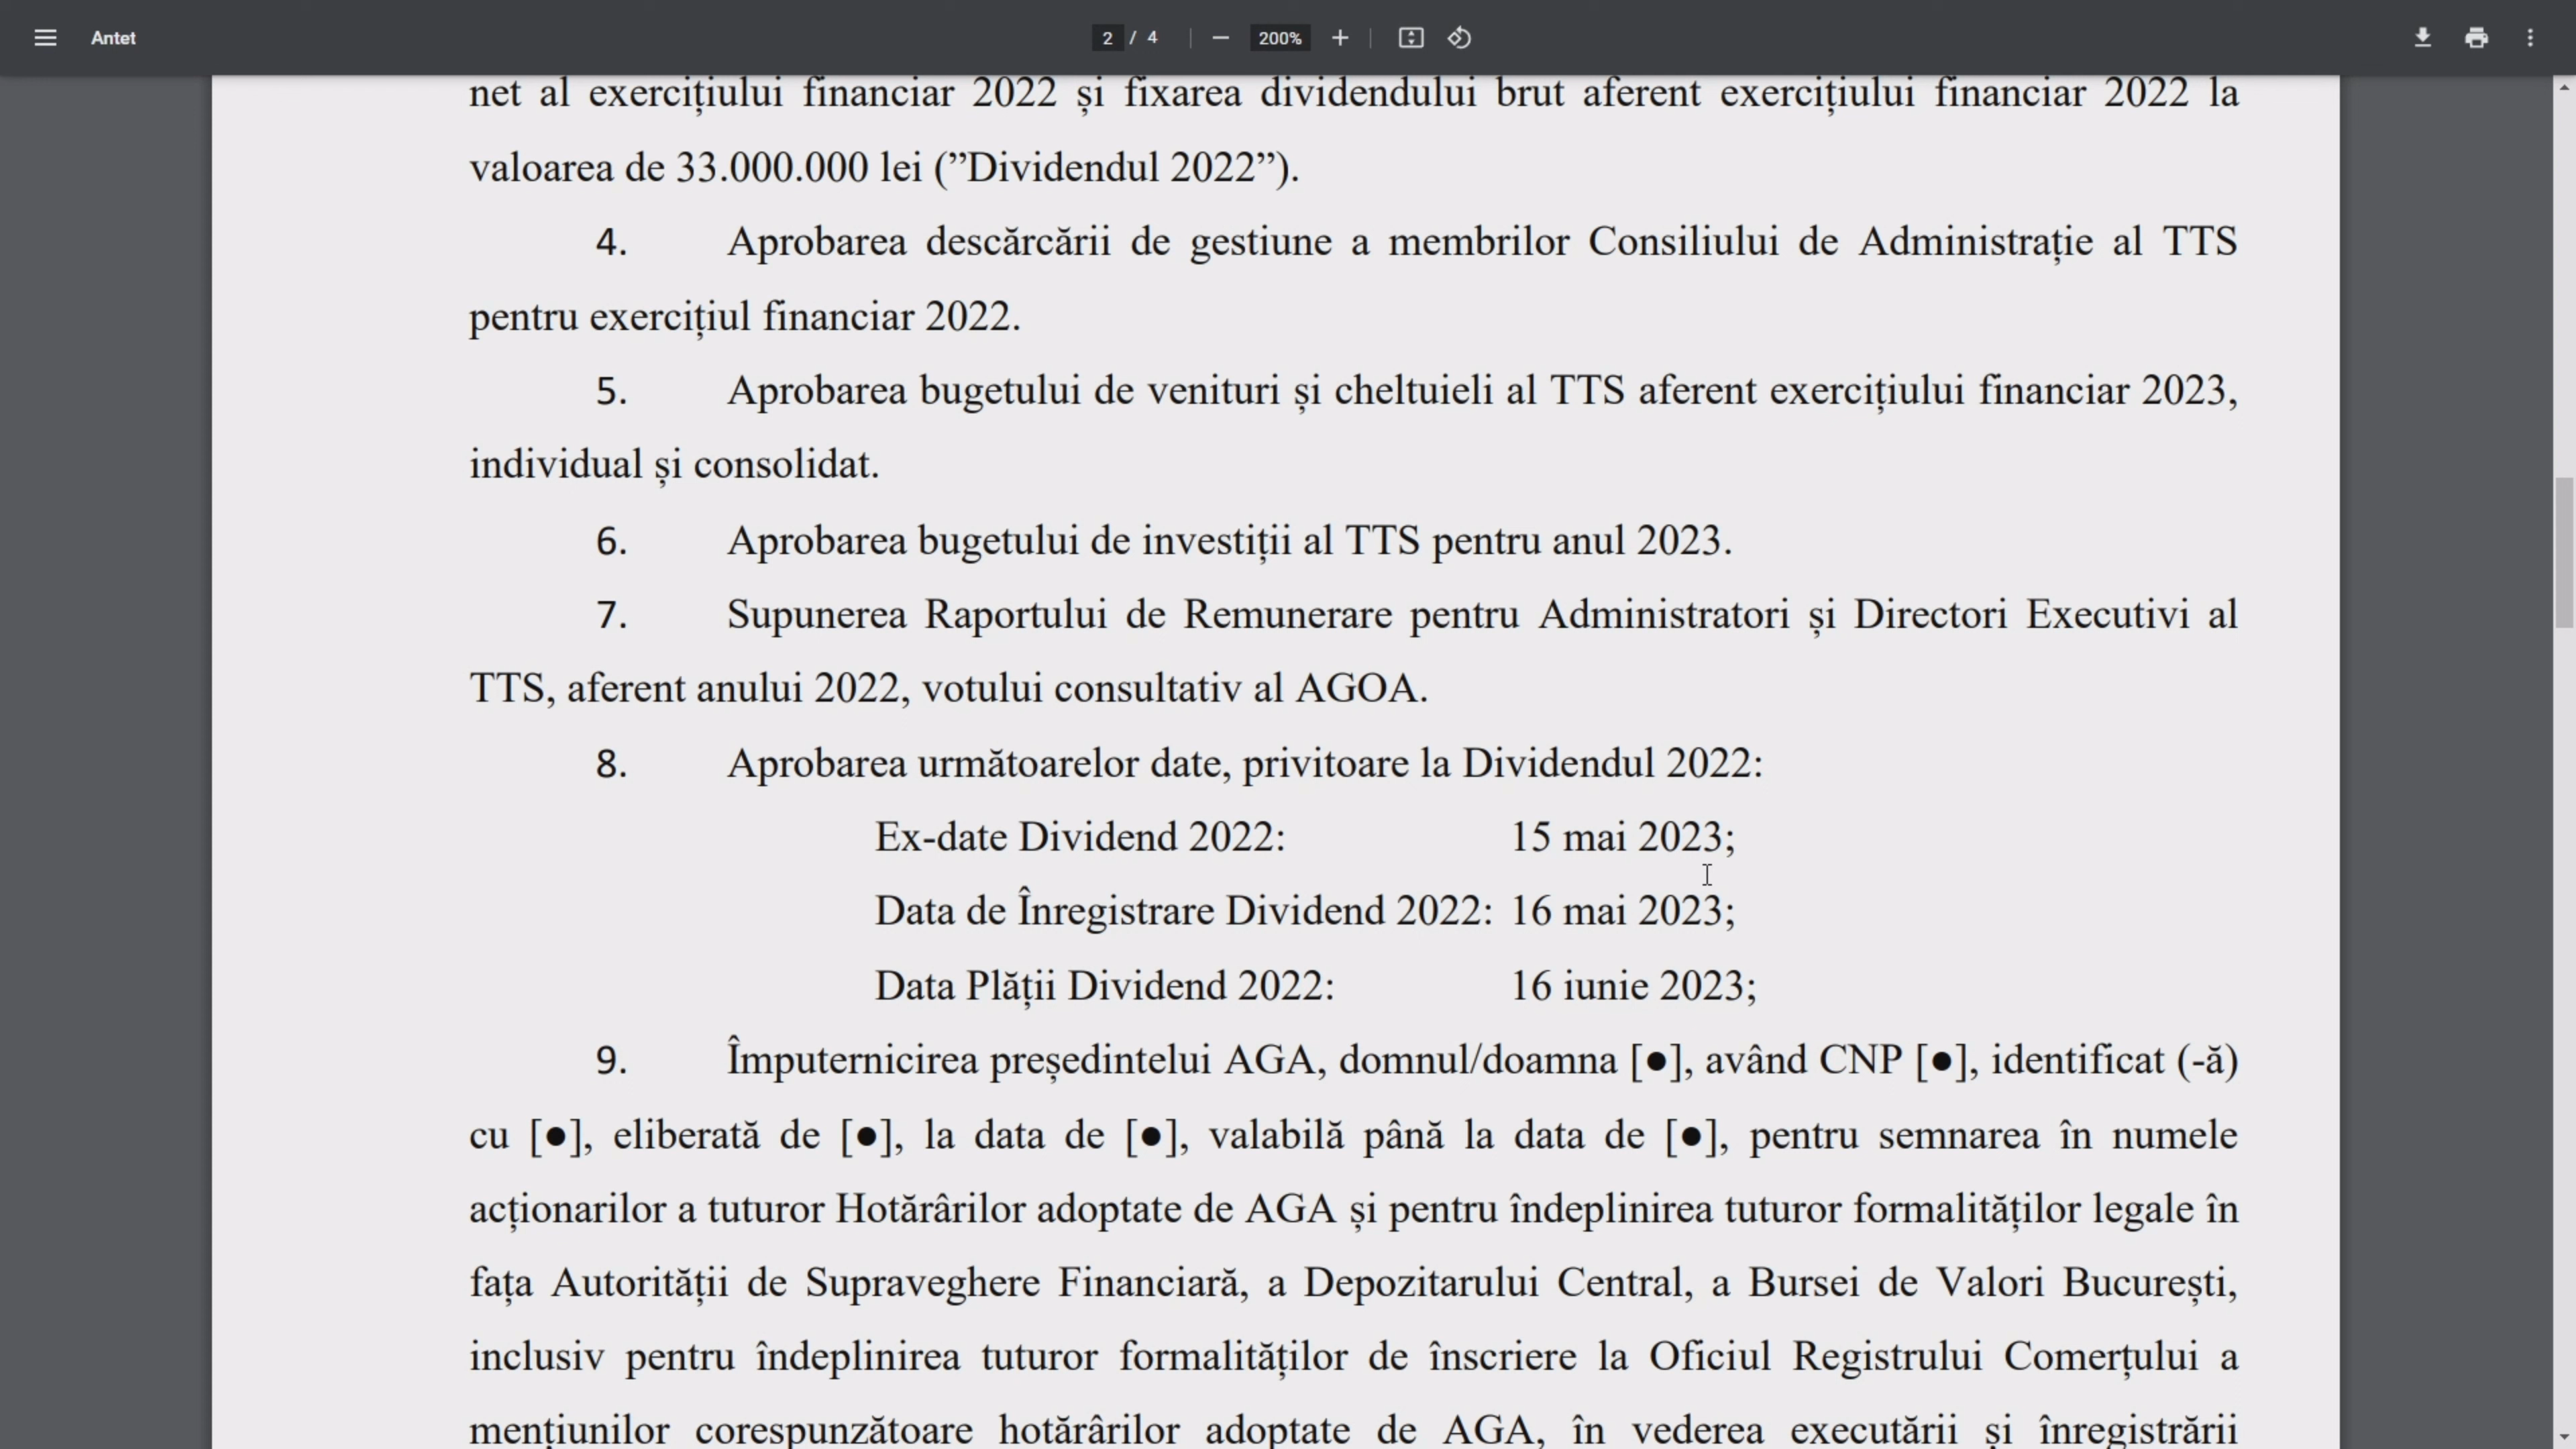 Antet
2 / 4
200%
net al exercițiului financiar 2022 și fixarea dividendului brut aferent exercițiului financiar 2022 la
valoarea de 33.000.000 lei (”Dividendul 2022”).
4. Aprobarea descărcării de gestiune a membrilor Consiliului de Administrație al TTS
pentru exercițiul financiar 2022.
5. Aprobarea bugetului de venituri și cheltuieli al TTS aferent exercițiului financiar 2023,
individual și consolidat.
6. Aprobarea bugetului de investiții al TTS pentru anul 2023.
7. Supunerea Raportului de Remunerare pentru Administratori și Directori Executivi al
TTS, aferent anului 2022, votului consultativ al AGOA.
8. Aprobarea următoarelor date, privitoare la Dividendul 2022:
Ex-date Dividend 2022: 15 mai 2023;
Data de Înregistrare Dividend 2022: 16 mai 2023;
Data Plății Dividend 2022: 16 iunie 2023;
9. Împuternicirea președintelui AGA, domnul/doamna [●], având CNP [●], identificat (-ă)
cu [●], eliberată de [●], la data de [●], valabilă până la data de [●], pentru semnarea în numele
acționarilor a tuturor Hotărârilor adoptate de AGA și pentru îndeplinirea tuturor formalităților legale în
fața Autorității de Supraveghere Financiară, a Depozitarului Central, a Bursei de Valori București,
inclusiv pentru îndeplinirea tuturor formalităților de înscriere la Oficiul Registrului Comerțului a
mențiunilor corespunzătoare hotărârilor adoptate de AGA, în vederea executării și înregistrării